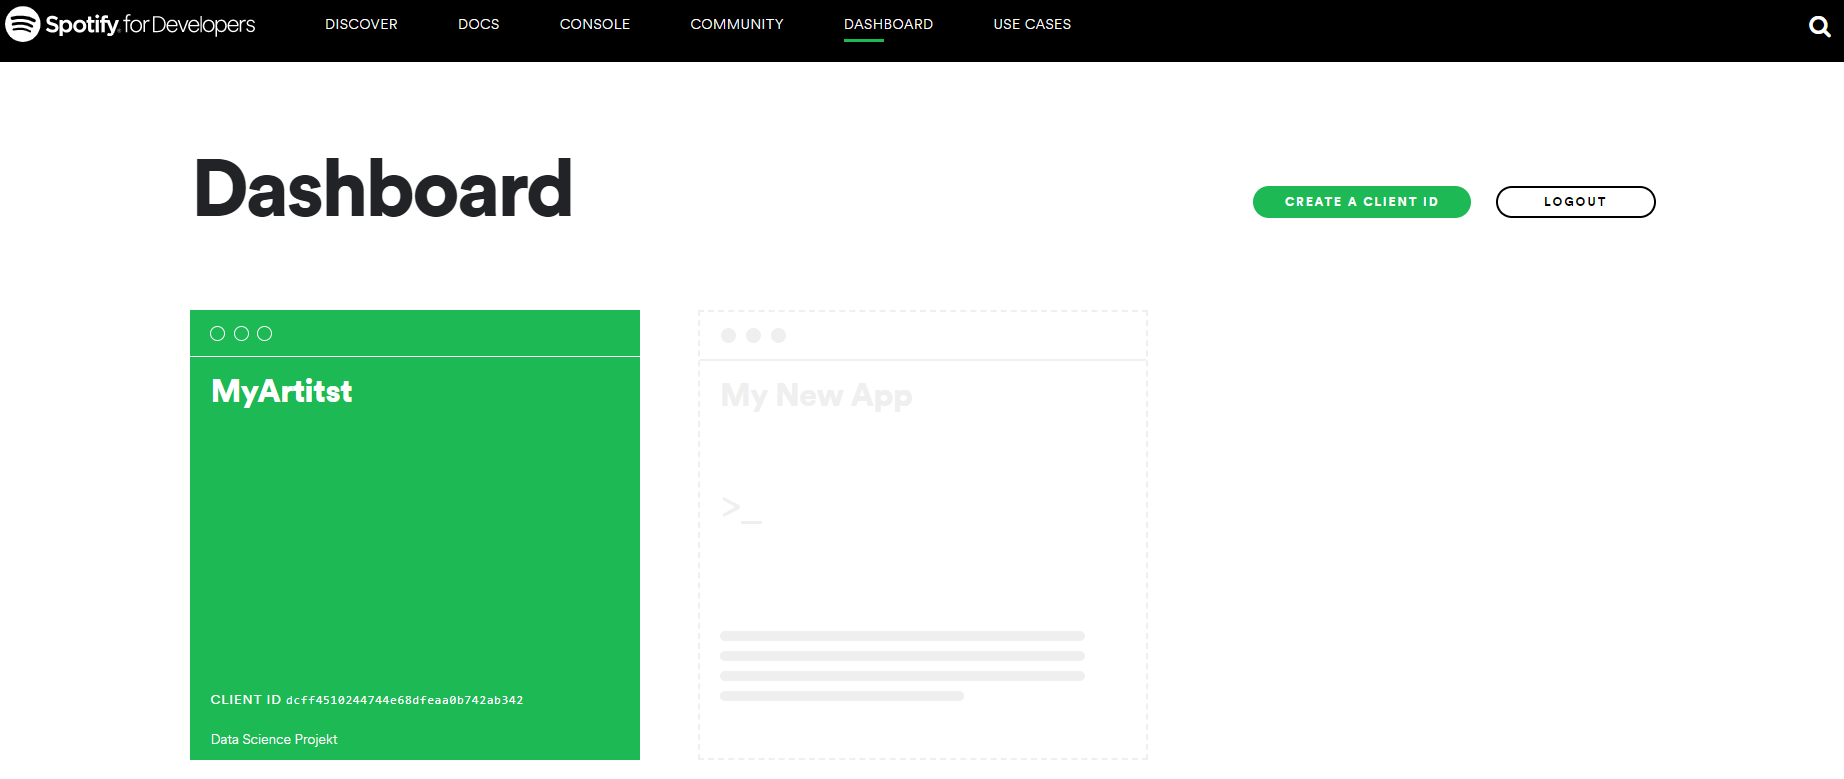 Spotify for Developers DISCOVER DOCS CONSOLE COMMUNITY DASHBOARD USE CASES
Dashboard
CREATE A CLIENT ID LOGOUT
MyArtitst
CLIENT ID dcff4510244744e68dfeaa0b742ab342
Data Science Projekt
My New App
>_